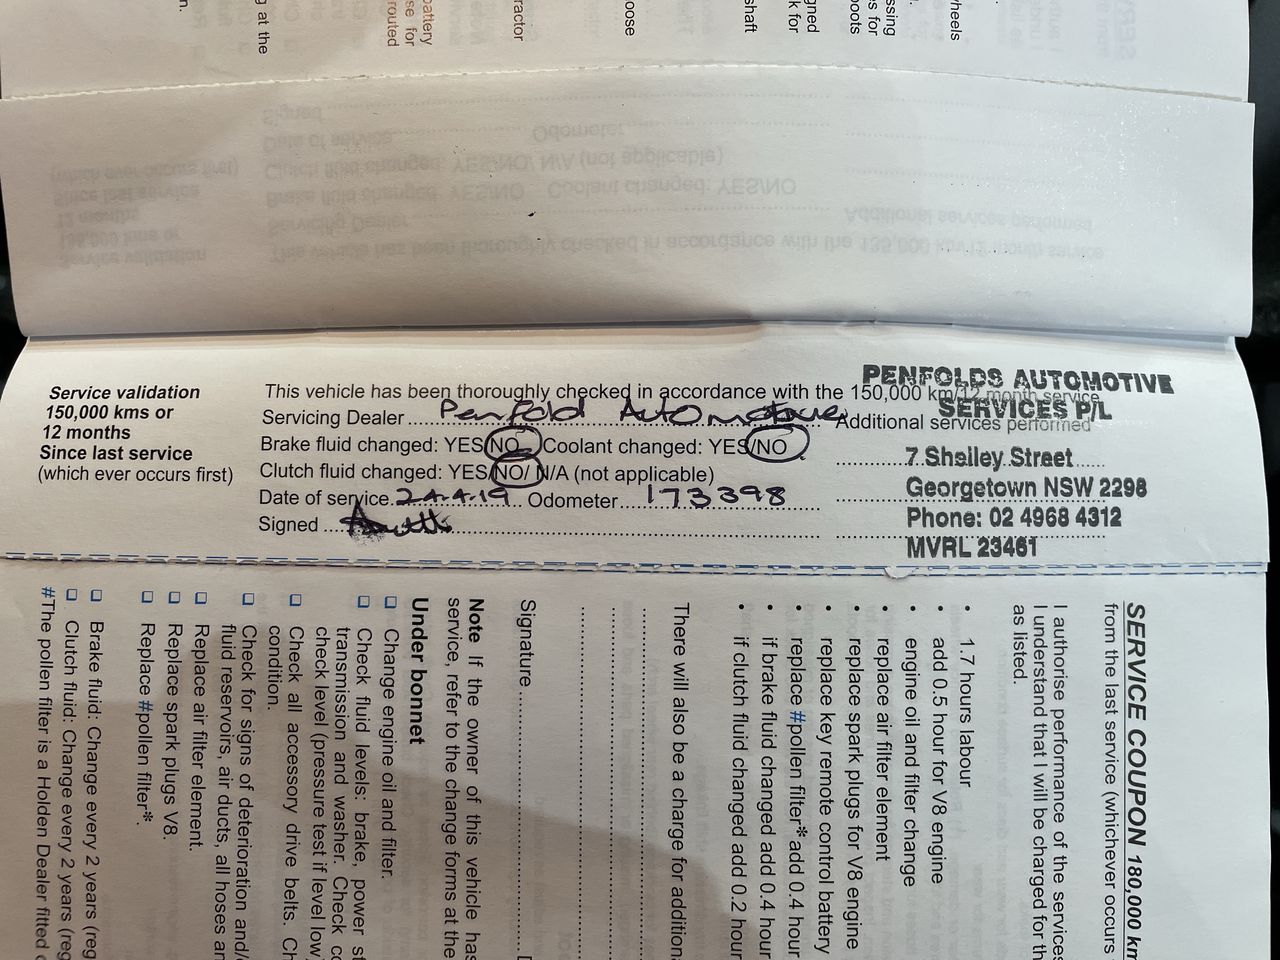 Service validation
150,000 kms or
12 months
Since last service
(which ever occurs first)
This vehicle has been thoroughly checked in accordance with the 150,000 km/12 month service
Servicing Dealer Penfold Automotive Additional services performed
Brake fluid changed: YES/NO Coolant changed: YES/NO
Clutch fluid changed: YES/NO/ N/A (not applicable)
Date of service 24.4.19 Odometer 173398
Signed
PENFOLDS AUTOMOTIVE
SERVICES P/L
7 Shalley Street
Georgetown NSW 2298
Phone: 02 4968 4312
MVRL 23461
SERVICE COUPON 180,000 km
from the last service (whichever occurs
I authorise performance of the services
I understand that I will be charged for th
as listed.
• 1.7 hours labour
• add 0.5 hour for V8 engine
• engine oil and filter change
• replace air filter element
• replace spark plugs for V8 engine
• replace key remote control battery
• replace #pollen filter* add 0.4 hour
• if brake fluid changed add 0.4 hour
• if clutch fluid changed add 0.2 hour
There will also be a charge for additiona
Signature
Note If the owner of this vehicle has
service, refer to the change forms at the
Under bonnet
Change engine oil and filter.
Check fluid levels: brake, power st
transmission and washer. Check co
check level (pressure test if level low
Check all accessory drive belts. Ch
condition.
Check for signs of deterioration and/
fluid reservoirs, air ducts, all hoses an
Replace air filter element.
Replace spark plugs V8.
Replace #pollen filter*.
Brake fluid: Change every 2 years (reg
Clutch fluid: Change every 2 years (reg
#The pollen filter is a Holden Dealer fitted